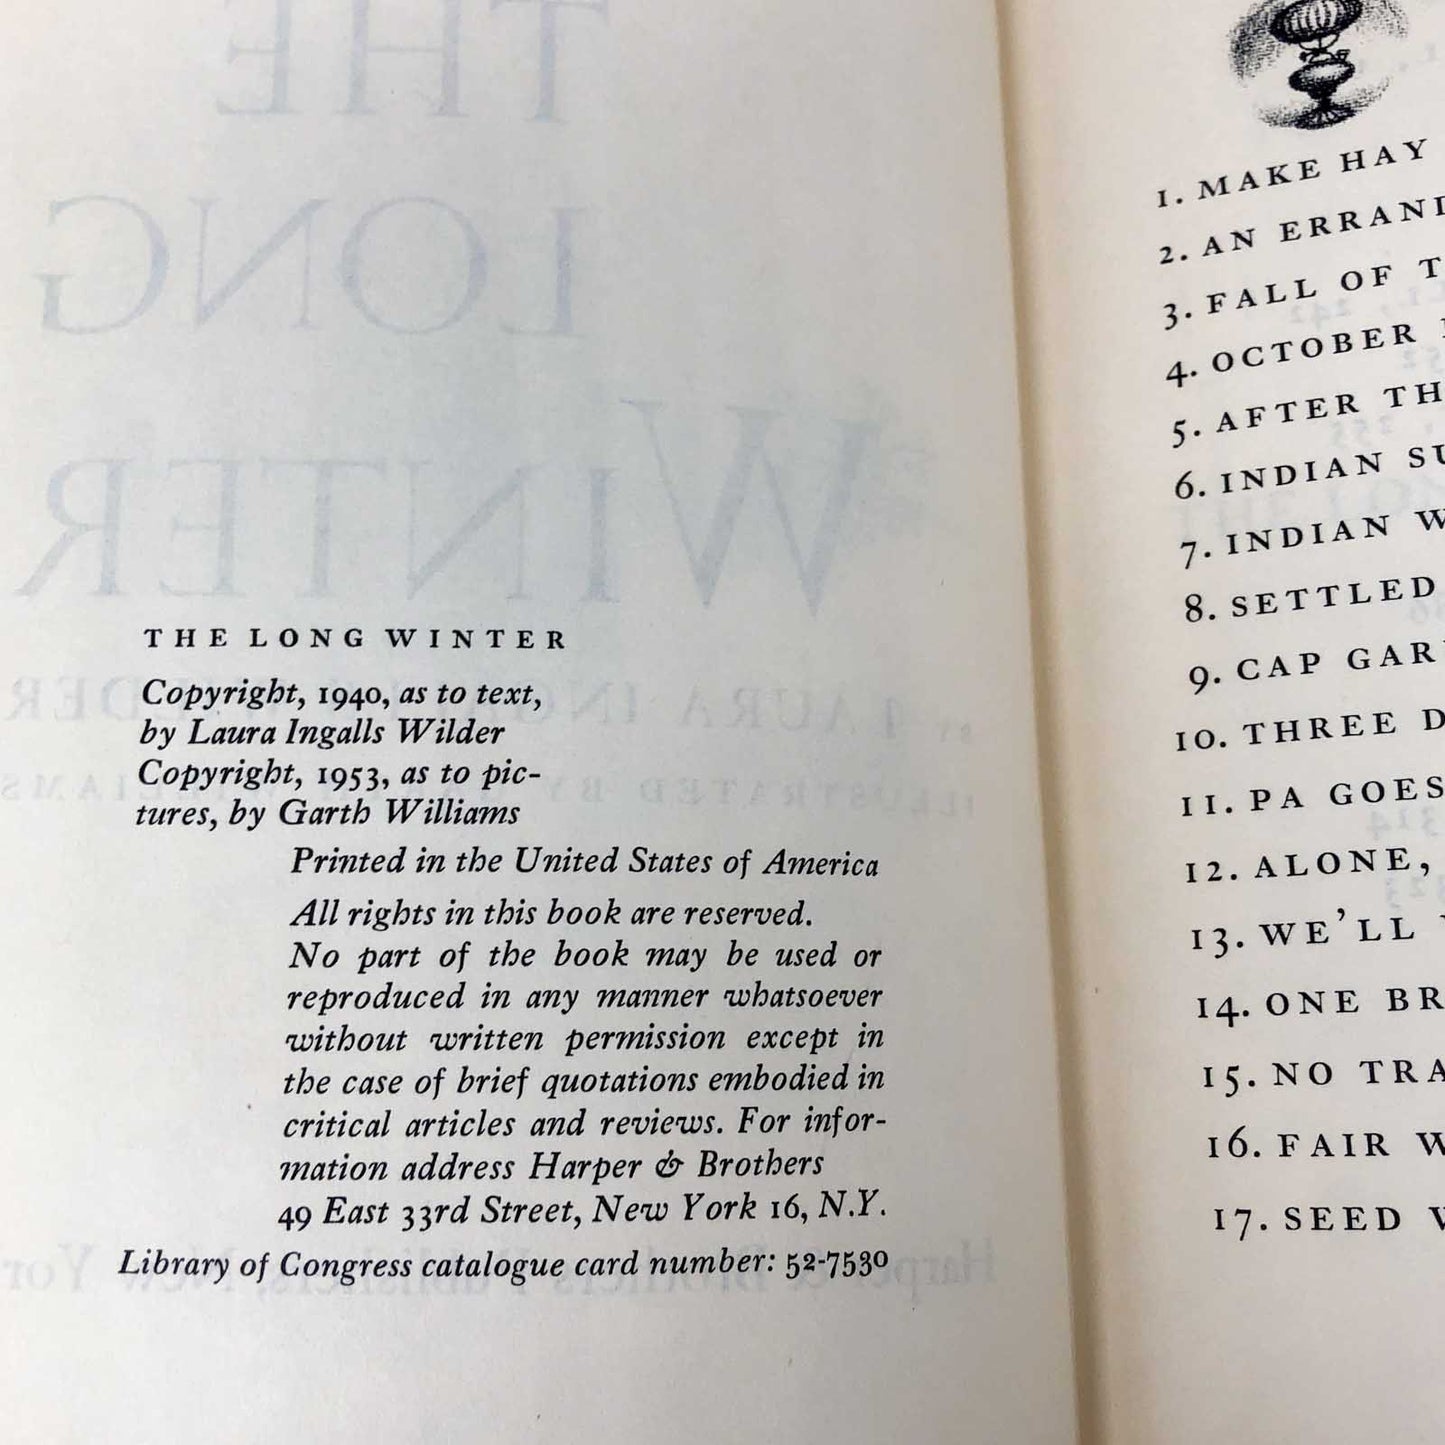 THE LONG WINTER
Copyright, 1940, as to text,
by Laura Ingalls Wilder
Copyright, 1953, as to pic-
tures, by Garth Williams
Printed in the United States of America
All rights in this book are reserved.
No part of the book may be used or
reproduced in any manner whatsoever
without written permission except in
the case of brief quotations embodied in
critical articles and reviews. For infor-
mation address Harper & Brothers
49 East 33rd Street, New York 16, N.Y.
Library of Congress catalogue card number: 52-7530
1. MAKE HAY
2. AN ERRAND
3. FALL OF
4. OCTOBER
5. AFTER TH
6. INDIAN SU
7. INDIAN W
8. SETTLED
9. CAP GAR
10. THREE D
11. PA GOES
12. ALONE,
13. WE'LL
14. ONE BR
15. NO TRA
16. FAIR W
17. SEED
THE
LONG
WINTER